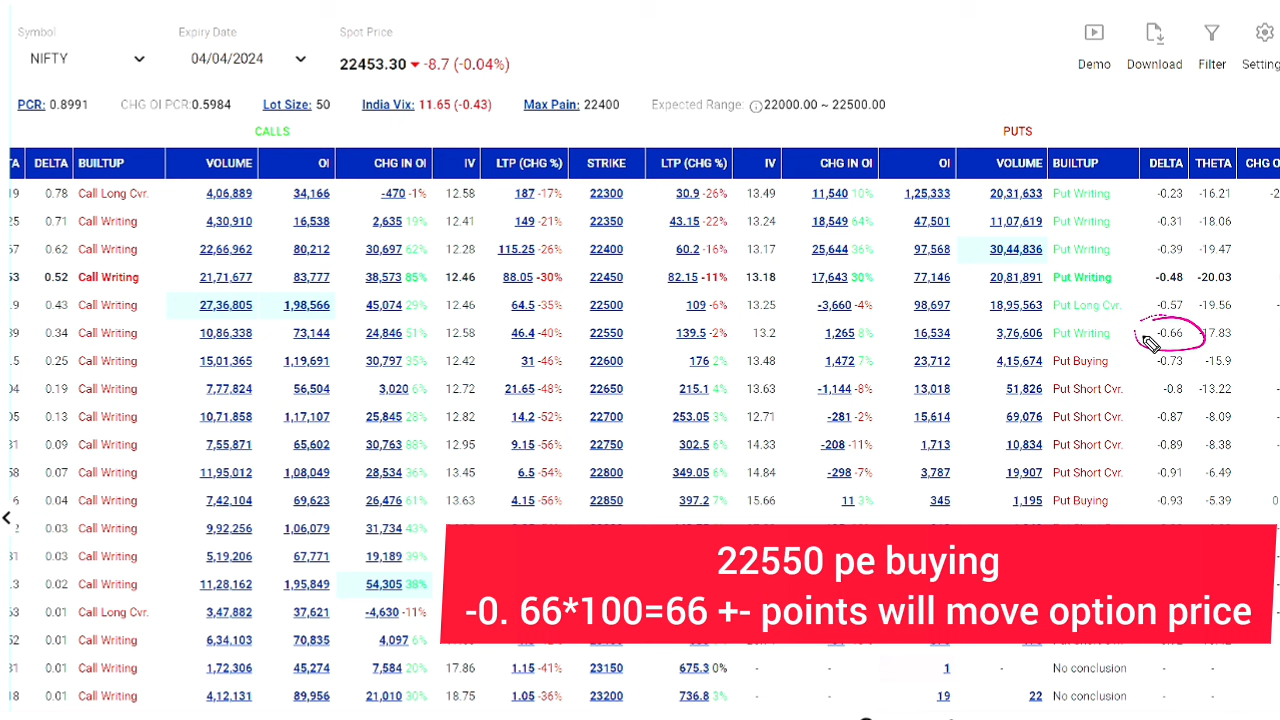 Symbol Expiry Date Spot Price
NIFTY 04/04/2024 22453.30 -8.7 (-0.04%)
Demo Download Filter Setting
PCR: 0.8991 CHG OI PCR:0.5984 Lot Size: 50 India Vix: 11.65 (-0.43) Max Pain: 22400 Expected Range: 22000.00 ~ 22500.00
CALLS PUTS
DELTA BUILTUP VOLUME OI CHG IN OI IV LTP (CHG %) STRIKE LTP (CHG %) IV CHG IN OI OI VOLUME BUILTUP DELTA THETA CHG O
19 0.78 Call Long Cvr. 4,06,889 34,166 -470 -1% 12.58 187 -17% 22300 30.9 -26% 13.49 11,540 10% 1,25,333 20,31,633 Put Writing -0.23 -16.21
25 0.71 Call Writing 4,30,910 16,538 2,635 19% 12.41 149 -21% 22350 43.15 -22% 13.24 18,549 64% 47,501 11,07,619 Put Writing -0.31 -18.06
57 0.62 Call Writing 22,66,962 80,212 30,697 62% 12.28 115.25 -26% 22400 60.2 -16% 13.17 25,644 36% 97,568 30,44,836 Put Writing -0.39 -19.47
53 0.52 Call Writing 21,71,677 83,777 38,573 85% 12.46 88.05 -30% 22450 82.15 -11% 13.18 17,643 30% 77,146 20,81,891 Put Writing -0.48 -20.03
9 0.43 Call Writing 27,36,805 1,98,566 45,074 29% 12.46 64.5 -35% 22500 109 -6% 13.25 -3,660 -4% 98,697 18,95,563 Put Long Cvr. -0.57 -19.56
39 0.34 Call Writing 10,86,338 73,144 24,846 51% 12.58 46.4 -40% 22550 139.5 -2% 13.2 1,265 8% 16,534 3,76,606 Put Writing -0.66 17.83
5 0.25 Call Writing 15,01,365 1,19,691 30,797 35% 12.42 31 -46% 22600 176 2% 13.48 1,472 7% 23,712 4,15,674 Put Buying -0.73 -15.9
0.19 Call Writing 7,77,824 56,504 3,020 6% 12.72 21.65 -48% 22650 215.1 4% 13.63 -1,144 -8% 13,018 51,826 Put Short Cvr. -0.8 -13.22
05 0.13 Call Writing 10,71,858 1,17,107 25,845 28% 12.82 14.2 -52% 22700 253.05 3% 12.71 -281 -2% 15,614 69,076 Put Short Cvr. -0.87 -8.09
31 0.09 Call Writing 7,55,871 65,602 30,763 88% 12.95 9.15 -56% 22750 302.5 6% 14.33 -208 -11% 1,713 10,834 Put Short Cvr. -0.89 -8.38
58 0.07 Call Writing 11,95,012 1,08,049 28,534 36% 13.45 6.5 -54% 22800 349.05 6% 14.84 -298 -7% 3,787 19,907 Put Short Cvr. -0.91 -6.49
6 0.04 Call Writing 7,42,104 69,623 26,476 61% 13.63 4.15 -56% 22850 397.2 7% 15.66 11 3% 345 1,195 Put Buying -0.93 -5.39 0
2 0.03 Call Writing 9,92,256 1,06,079 31,734 43%
31 0.03 Call Writing 5,19,206 67,771 19,189 39%
3 0.02 Call Writing 11,28,162 1,95,849 54,305 38%
53 0.01 Call Long Cvr. 3,47,882 37,621 -4,630 -11%
52 0.01 Call Writing 6,34,103 70,835 4,097 6%
31 0.01 Call Writing 1,72,306 45,274 7,584 20% 17.86 1.15 -41% 23150 675.3 0% - - 1 - No conclusion - -
18 0.01 Call Writing 4,12,131 89,956 21,010 30% 18.75 1.05 -36% 23200 736.8 3% - - 19 22 No conclusion - -
22550 pe buying
-0. 66*100=66 +- points will move option price